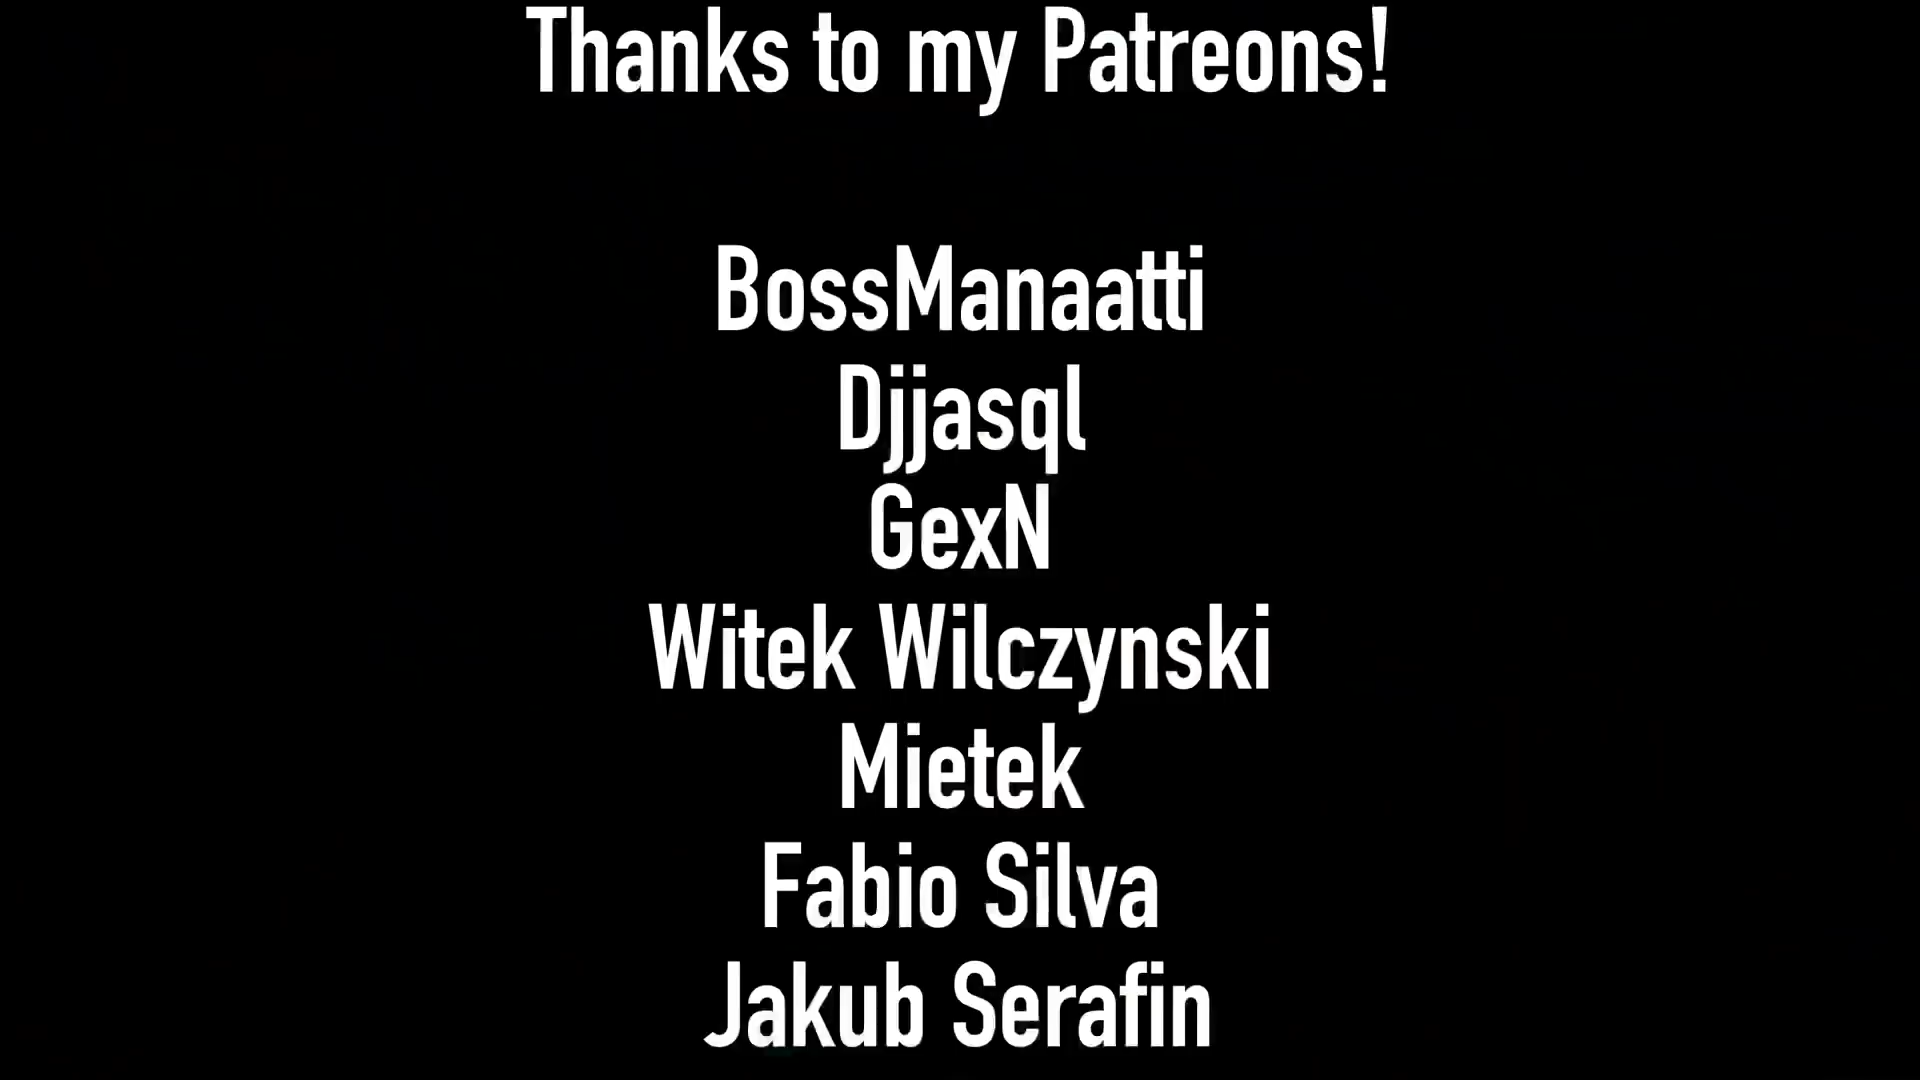 Thanks to my Patreons!
BossManaatti
Djjasql
GexN
Witek Wilczynski
Mietek
Fabio Silva
Jakub Serafin